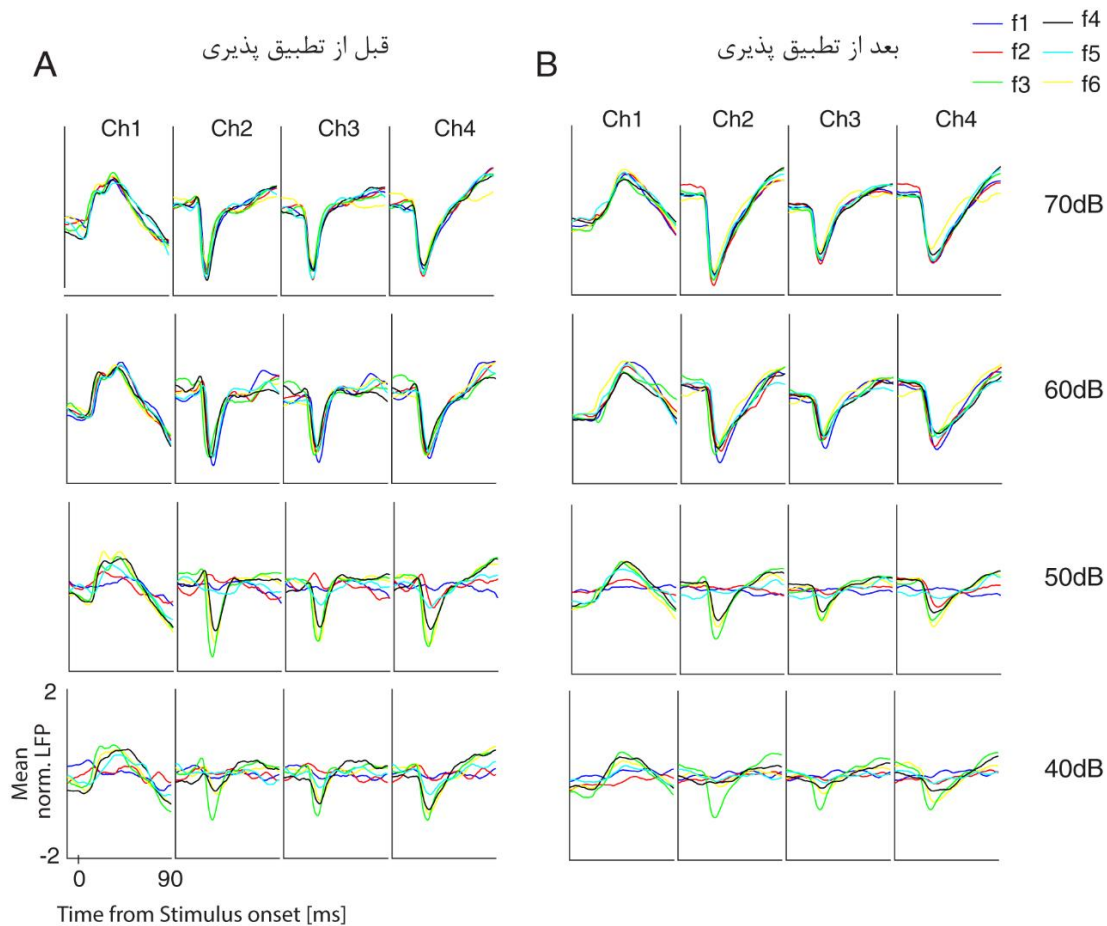 f1 f4
f2 f5
f3 f6
A قبل از تطبیق پذیری
B بعد از تطبیق پذیری
Ch1 Ch2 Ch3 Ch4
Ch1 Ch2 Ch3 Ch4
70dB
60dB
50dB
2
Mean
norm. LFP
-2
40dB
0 90
Time from Stimulus onset [ms]